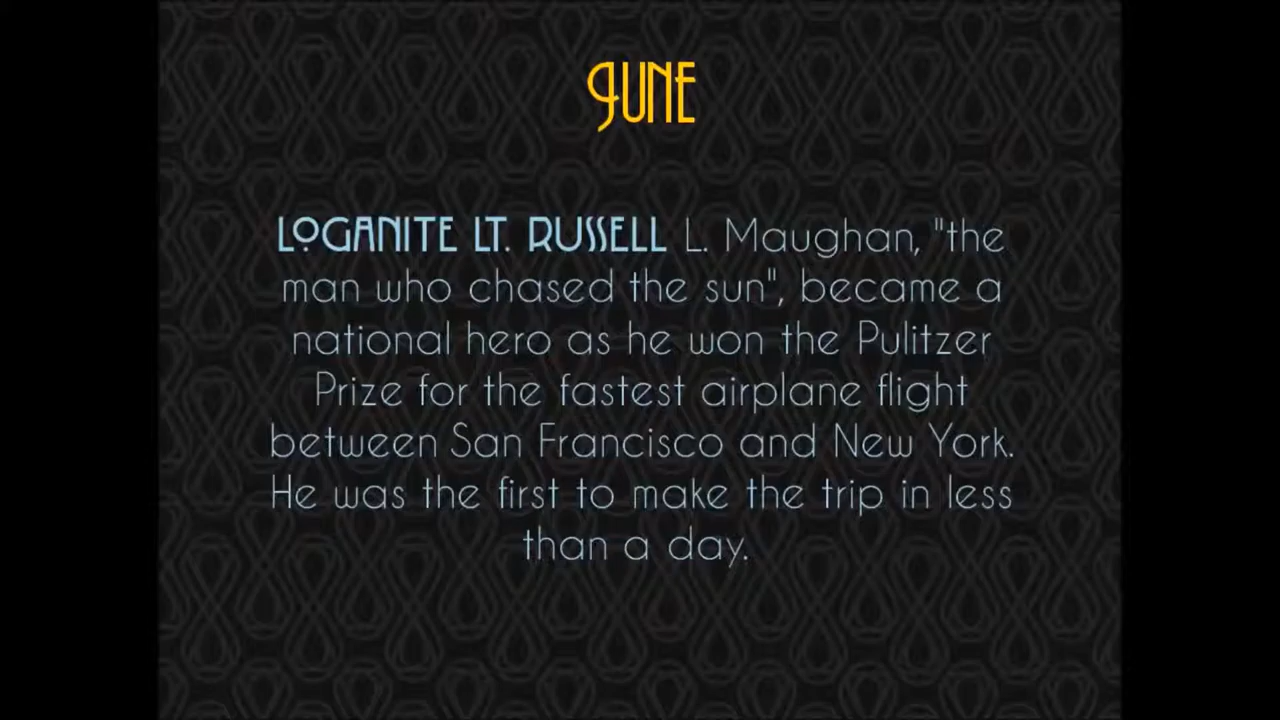 JUNE
LOGANITE LT. RUSSELL L. Maughan, "the
man who chased the sun", became a
national hero as he won the Pulitzer
Prize for the fastest airplane flight
between San Francisco and New York.
He was the first to make the trip in less
than a day.